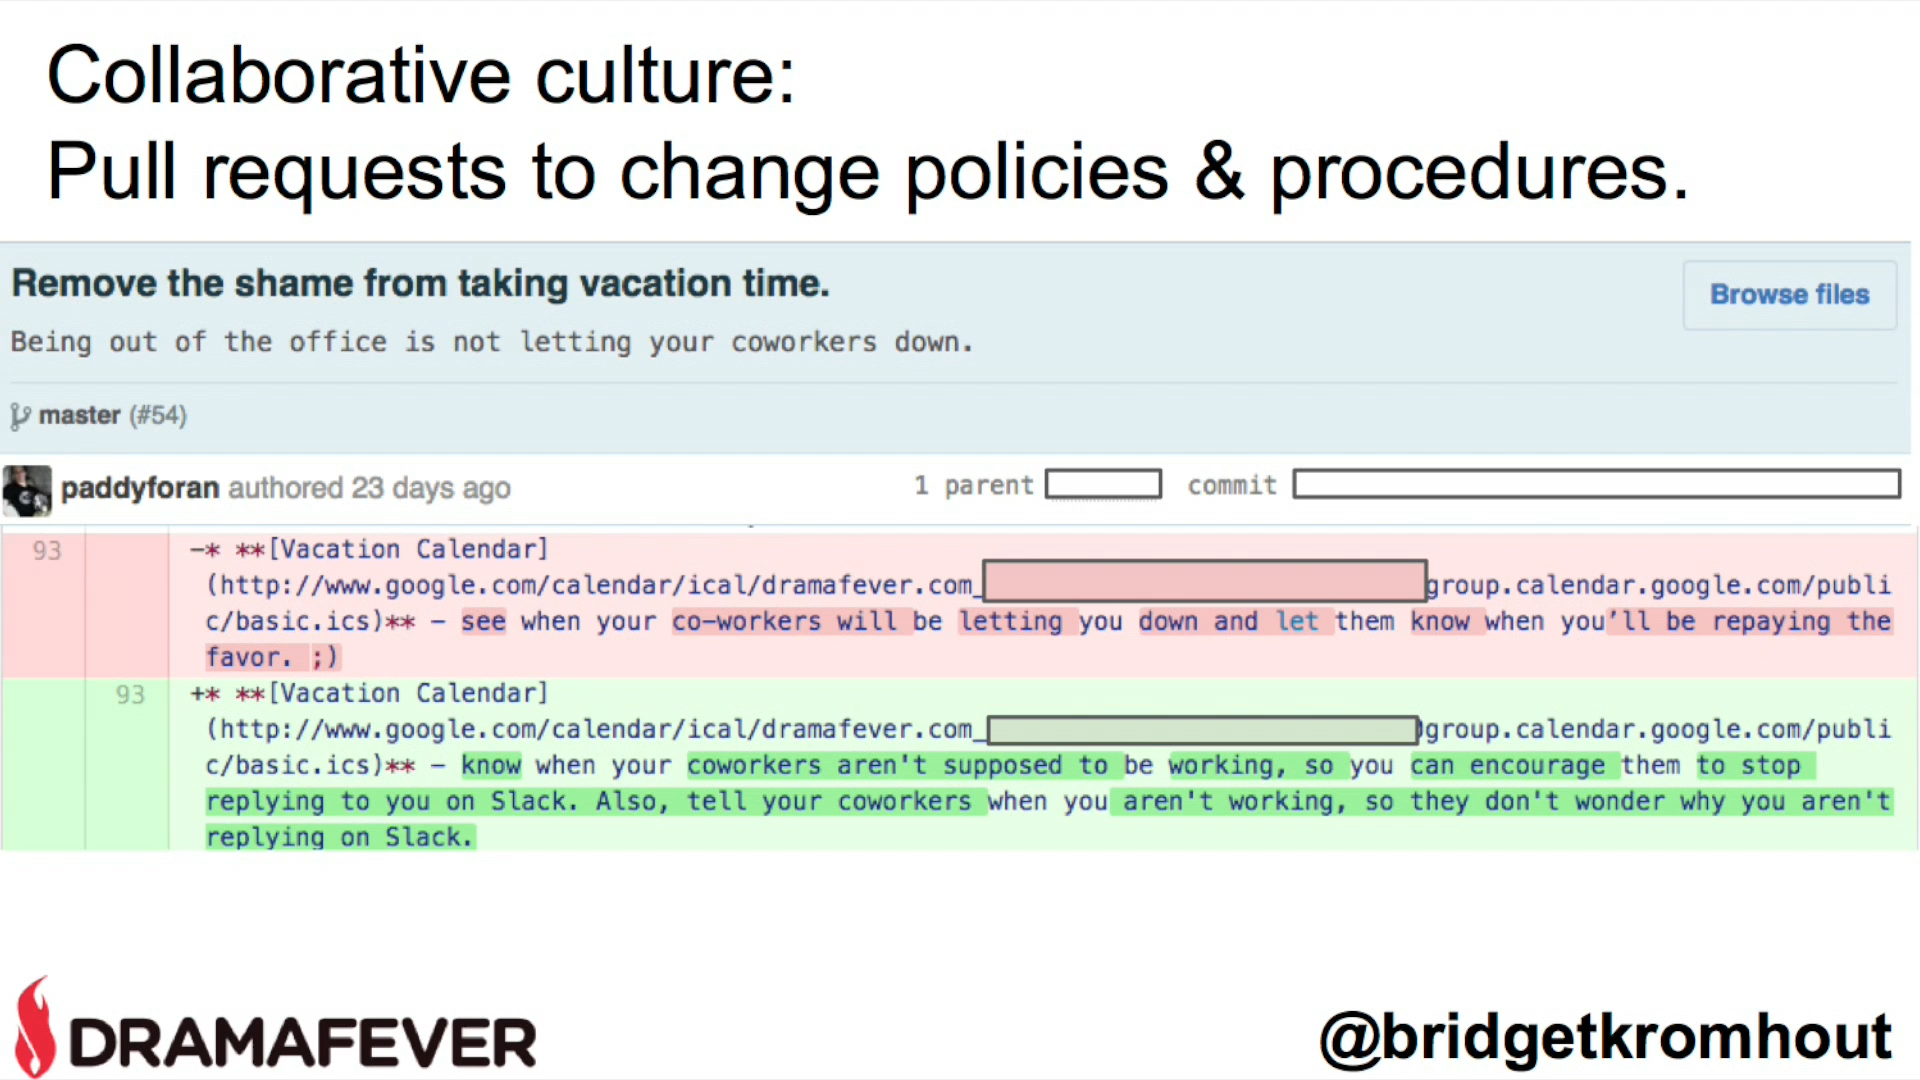 Collaborative culture:
Pull requests to change policies & procedures.
Remove the shame from taking vacation time.
Browse files
Being out of the office is not letting your coworkers down.
master (#54)
paddyforan authored 23 days ago
1 parent
commit
93
-* **[Vacation Calendar]
(http://www.google.com/calendar/ical/dramafever.com_
group.calendar.google.com/publi
c/basic.ics)** – see when your co-workers will be letting you down and let them know when you’ll be repaying the
favor. ;)
93
+* **[Vacation Calendar]
(http://www.google.com/calendar/ical/dramafever.com_
group.calendar.google.com/publi
c/basic.ics)** – know when your coworkers aren't supposed to be working, so you can encourage them to stop
replying to you on Slack. Also, tell your coworkers when you aren't working, so they don't wonder why you aren't
replying on Slack.
DRAMAFEVER
@bridgetkromhout